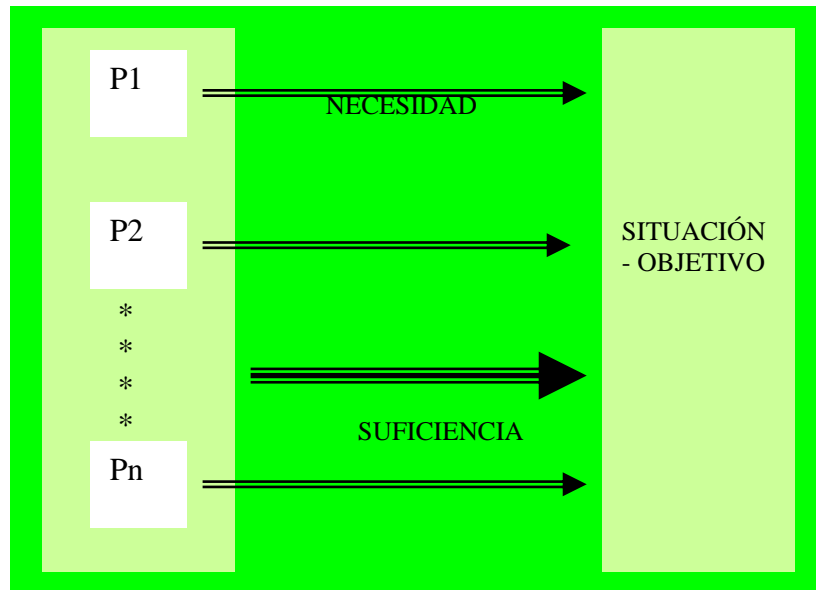 P1
NECESIDAD
P2
SITUACIÓN
- OBJETIVO
*
*
*
*
SUFICIENCIA
Pn